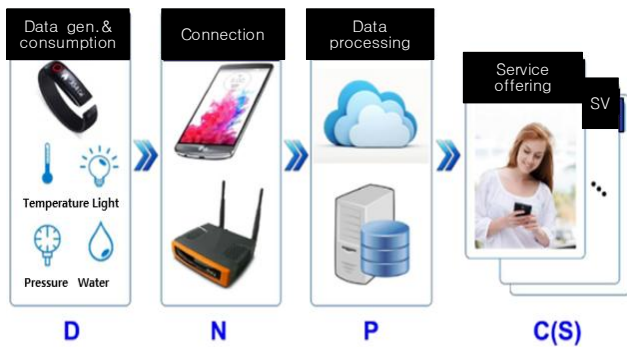 Data gen.&
consumption
Connection
Data
processing
Service
offering
SV
Temperature Light
Pressure Water
D
N
P
C(S)